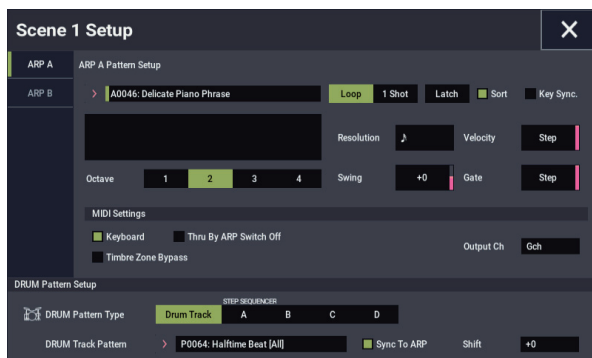 Scene 1 Setup
ARP A
ARP A Pattern Setup
ARP B
A0046: Delicate Piano Phrase
Loop 1 Shot Latch Sort Key Sync.
Resolution Velocity Step
Octave 1 2 3 4 Swing +0 Gate Step
MIDI Settings
Keyboard Thru By ARP Switch Off
Output Ch Gch
Timbre Zone Bypass
DRUM Pattern Setup
STEP SEQUENCER
DRUM Pattern Type Drum Track A B C D
DRUM Track Pattern P0064: Halftime Beat [All] Sync To ARP Shift +0